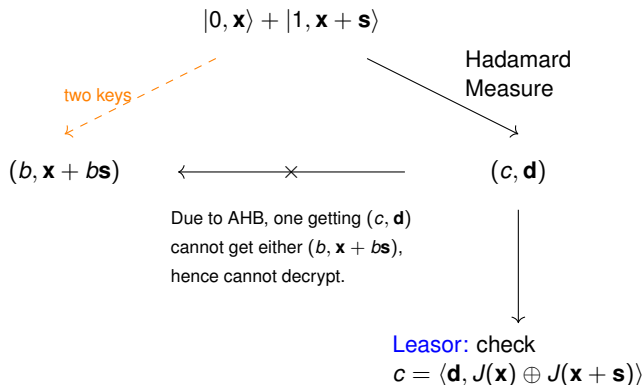 |0, x⟩ + |1, x + s⟩
Hadamard
Measure
two keys
(b, x + bs)
(c, d)
Due to AHB, one getting (c, d)
cannot get either (b, x + bs),
hence cannot decrypt.
Leasor: check
c = ⟨d, J(x) ⊕ J(x + s)⟩